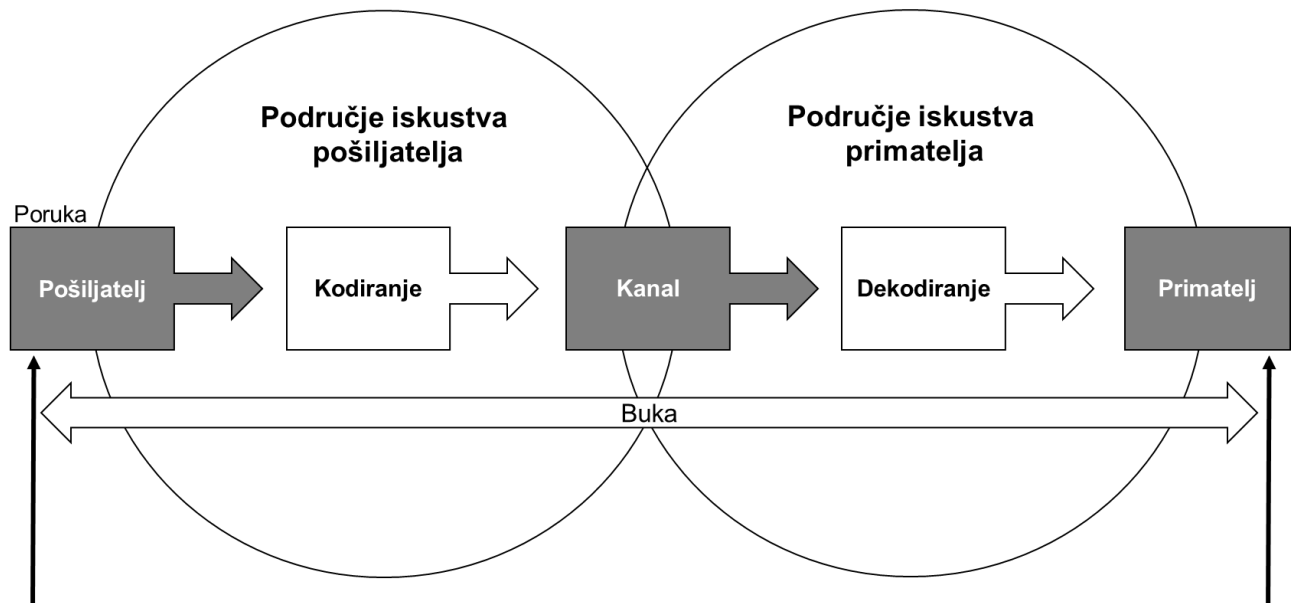 Područje iskustva
pošiljatelja
Područje iskustva
primatelja
Poruka
Pošiljatelj
Kodiranje
Kanal
Dekodiranje
Primatelj
Buka